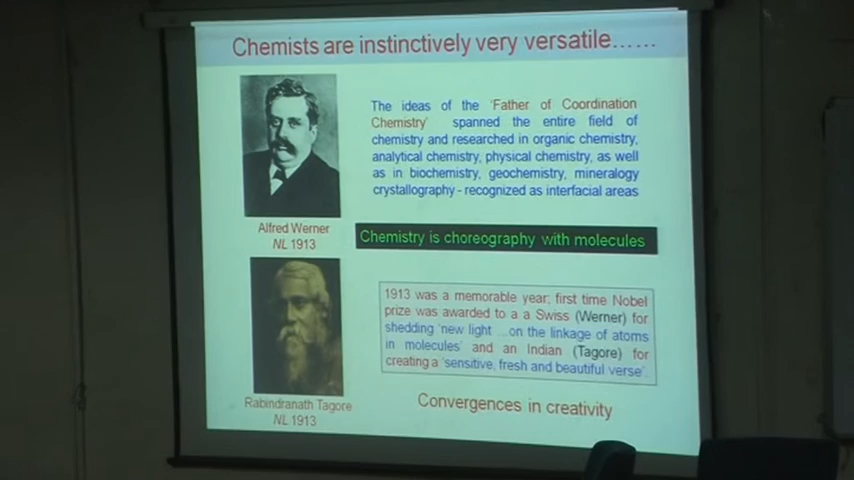 Chemists are instinctively very versatile……
The ideas of the 'Father of Coordination
Chemistry' spanned the entire field of
chemistry and researched in organic chemistry,
analytical chemistry, physical chemistry, as well
as in biochemistry, geochemistry, mineralogy
crystallography - recognized as interfacial areas
Alfred Werner
NL 1913
Chemistry is choreography with molecules
1913 was a memorable year; first time Nobel
prize was awarded to a a Swiss (Werner) for
shedding 'new light ...on the linkage of atoms
in molecules' and an Indian (Tagore) for
creating a 'sensitive, fresh and beautiful verse'.
Rabindranath Tagore
NL 1913
Convergences in creativity